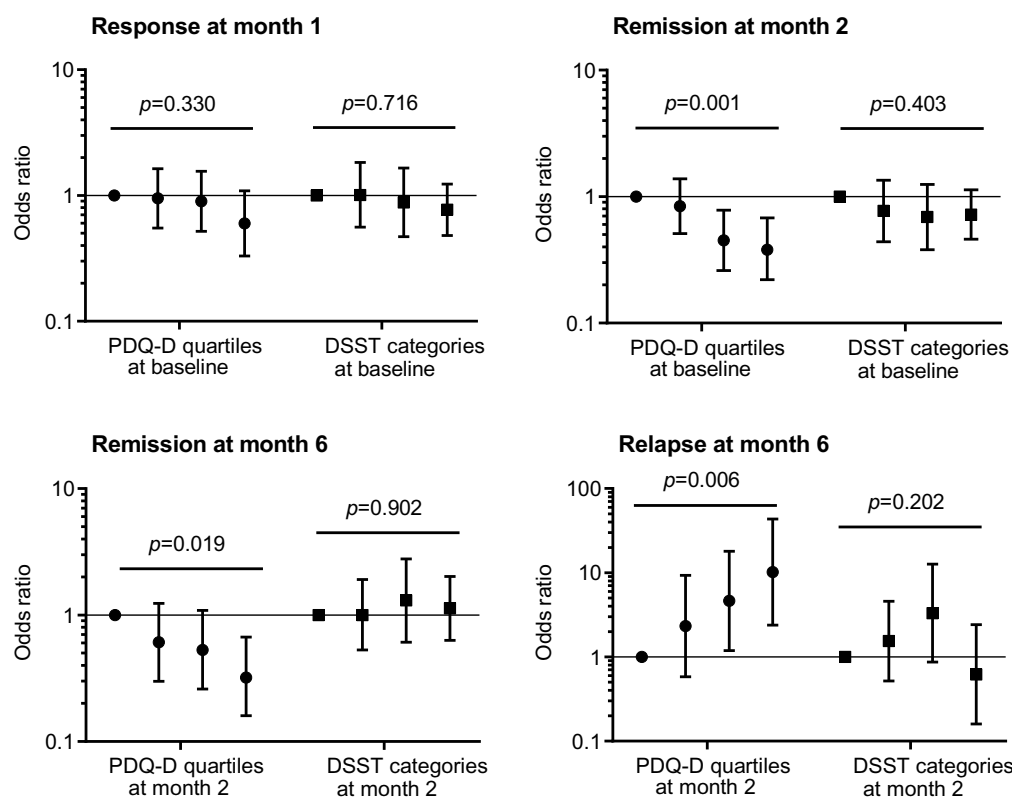 Response at month 1
10
1
0.1
Odds ratio
p=0.330
p=0.716
PDQ-D quartiles
at baseline
DSST categories
at baseline
Remission at month 2
10
1
0.1
Odds ratio
p=0.001
p=0.403
PDQ-D quartiles
at baseline
DSST categories
at baseline
Remission at month 6
10
1
0.1
Odds ratio
p=0.019
p=0.902
PDQ-D quartiles
at month 2
DSST categories
at month 2
Relapse at month 6
100
10
1
0.1
Odds ratio
p=0.006
p=0.202
PDQ-D quartiles
at month 2
DSST categories
at month 2